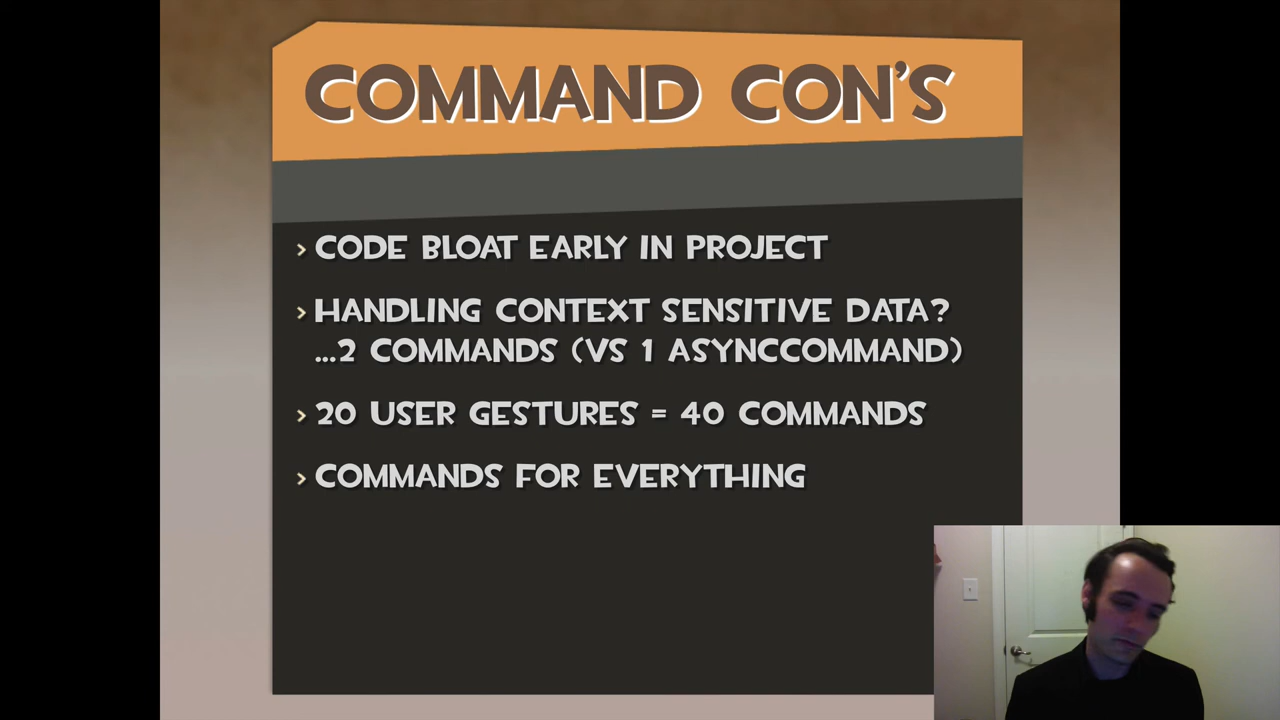 COMMAND CON'S
› CODE BLOAT EARLY IN PROJECT
› HANDLING CONTEXT SENSITIVE DATA?
...2 COMMANDS (VS 1 ASYNCCOMMAND)
› 20 USER GESTURES = 40 COMMANDS
› COMMANDS FOR EVERYTHING